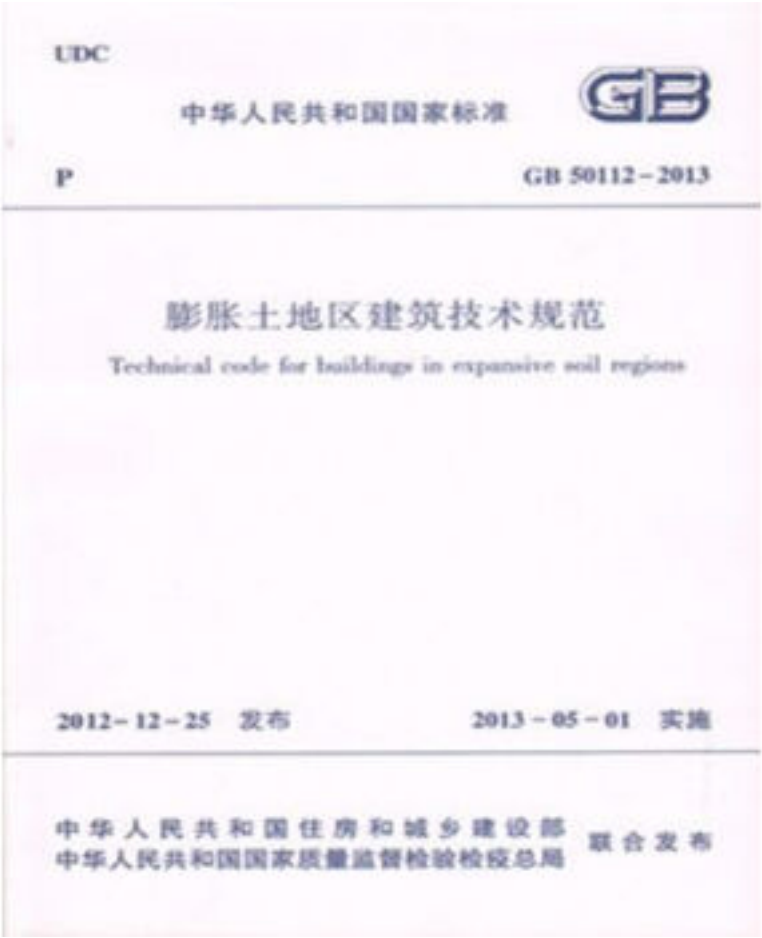 UDC
GB
中华人民共和国国家标准
P
GB 50112-2013
膨胀土地区建筑技术规范
Technical code for buildings in expansive soil regions
2012-12-25 发布
2013-05-01 实施
中华人民共和国住房和城乡建设部
中华人民共和国国家质量监督检验检疫总局
联合发布